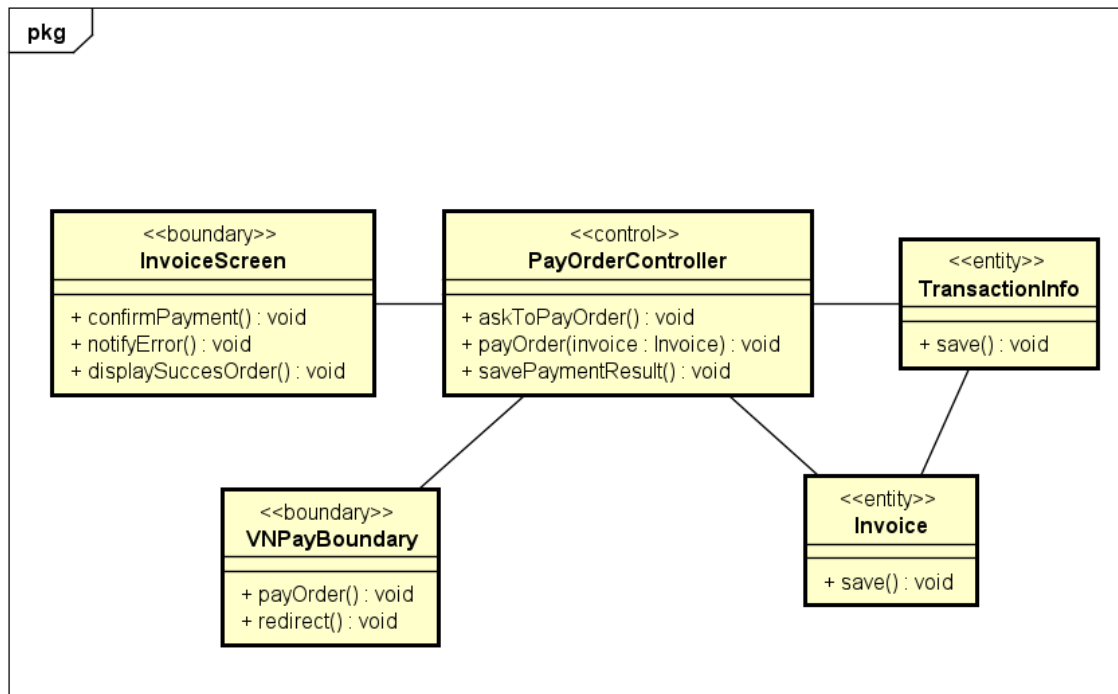 pkg
<<boundary>>
InvoiceScreen
+ confirmPayment() : void
+ notifyError() : void
+ displaySuccesOrder() : void
<<control>>
PayOrderController
+ askToPayOrder() : void
+ payOrder(invoice : Invoice) : void
+ savePaymentResult() : void
<<entity>>
TransactionInfo
+ save() : void
<<boundary>>
VNPayBoundary
+ payOrder() : void
+ redirect() : void
<<entity>>
Invoice
+ save() : void